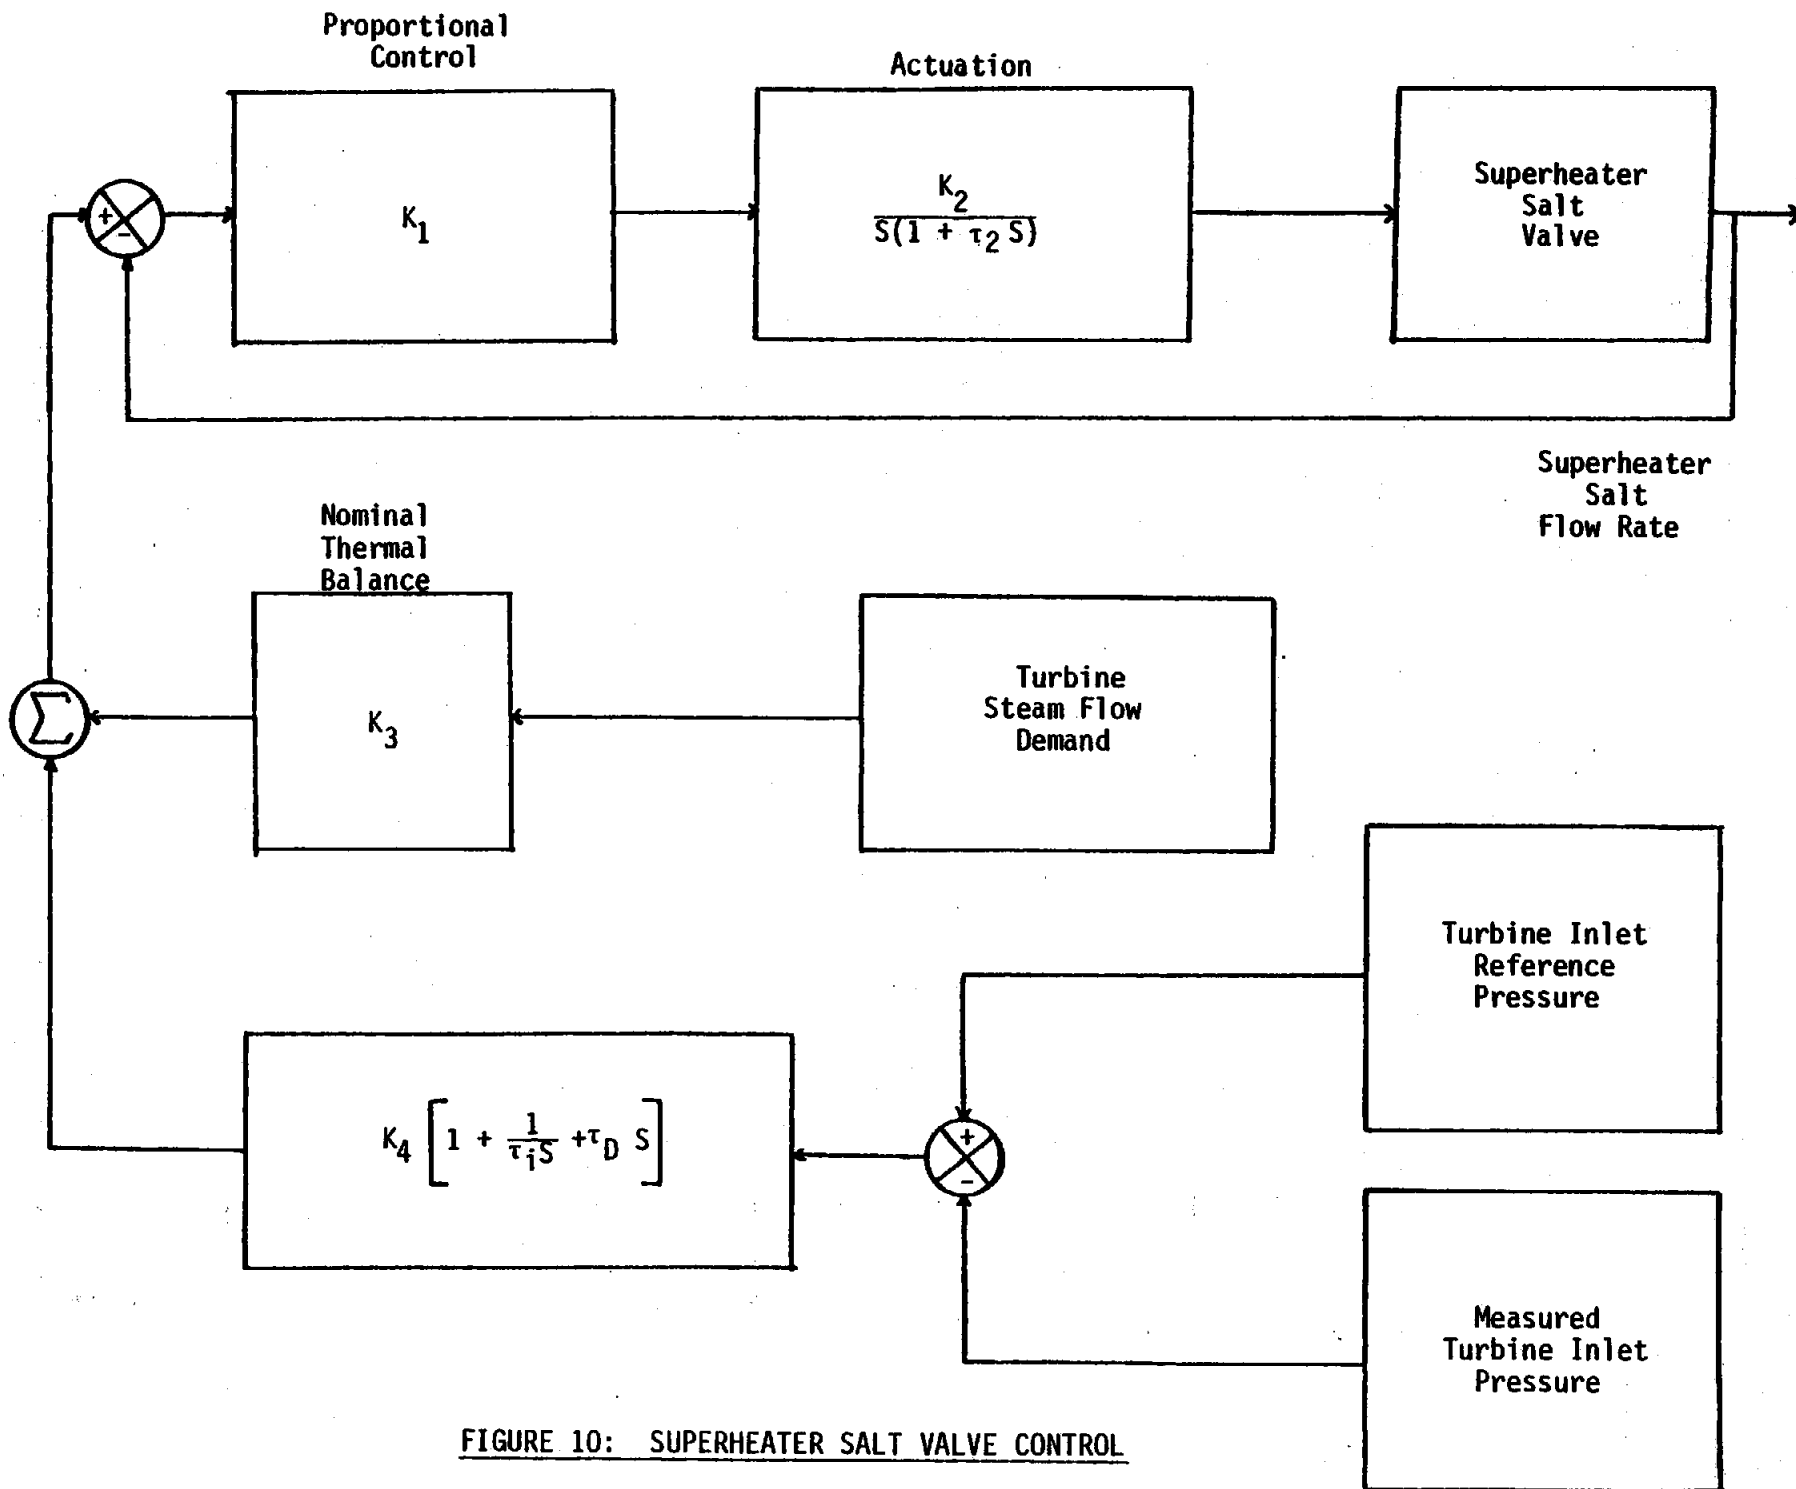 Proportional
Control
Actuation
K1
K2
S(1 + τ2 S)
Superheater
Salt
Valve
+
-
Superheater
Salt
Flow Rate
Nominal
Thermal
Balance
K3
Turbine
Steam Flow
Demand
Σ
Turbine Inlet
Reference
Pressure
K4 [1 + 1/τiS + τD S]
+
-
Measured
Turbine Inlet
Pressure
FIGURE 10: SUPERHEATER SALT VALVE CONTROL